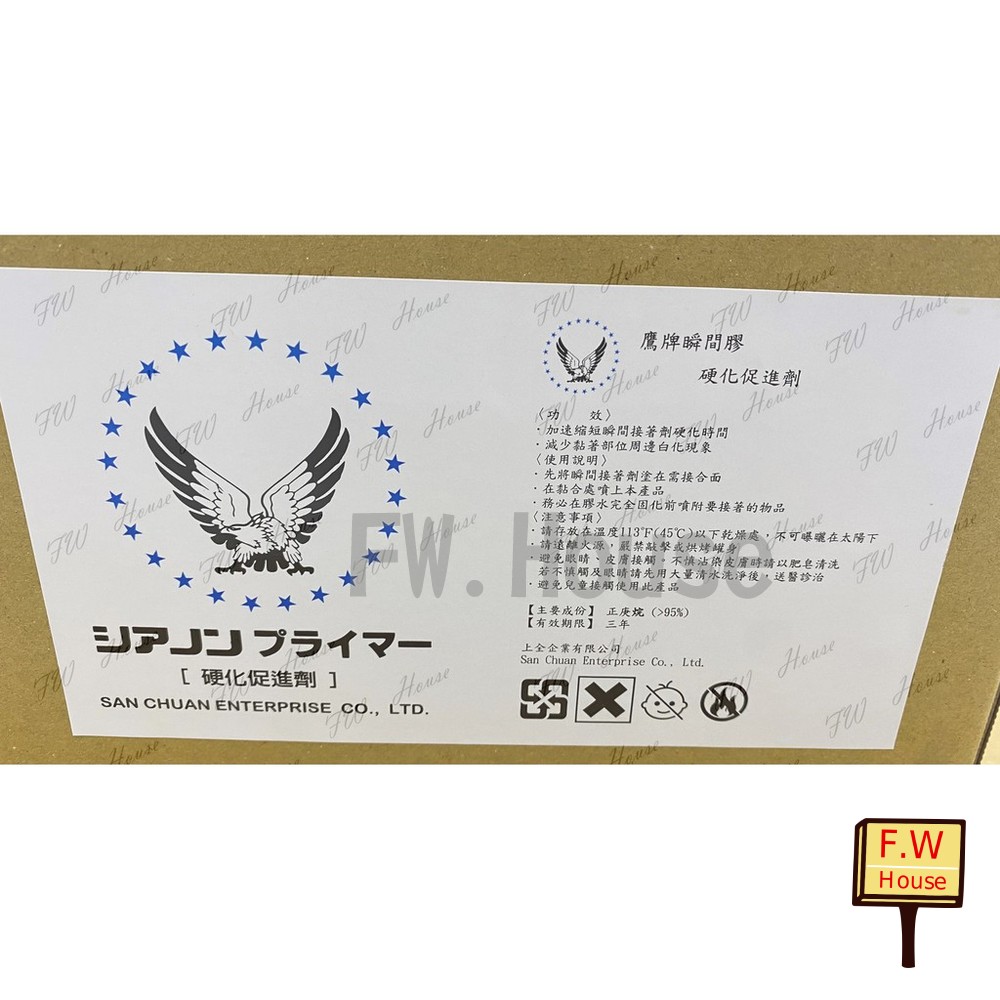 シアノン プライマー
[ 硬化促進劑 ]
SAN CHUAN ENTERPRISE CO., LTD.
鷹牌瞬間膠
硬化促進劑
〈功 效〉
·加速縮短瞬間接著劑硬化時間
·減少黏著部位周邊白化現象
〈使用說明〉
·先將瞬間接著劑塗在需接合面
·在黏合處噴上本產品
·務必在膠水完全固化前噴附要接著的物品
〈注意事項〉
·請存放在溫度113°F(45℃)以下乾燥處,不可曝曬在太陽下
·請遠離火源,嚴禁敲擊或烘烤罐身
·避免眼睛、皮膚接觸。不慎沾染皮膚時請以肥皂清洗
若不慎觸及眼睛請先用大量清水洗淨後,送醫診治
·避免兒童接觸使用此產品
【主要成份】 正庚烷 (>95%)
【有效期限】 三年
上全企業有限公司
San Chuan Enterprise Co., Ltd.
FW. House
FW House
F.W
House